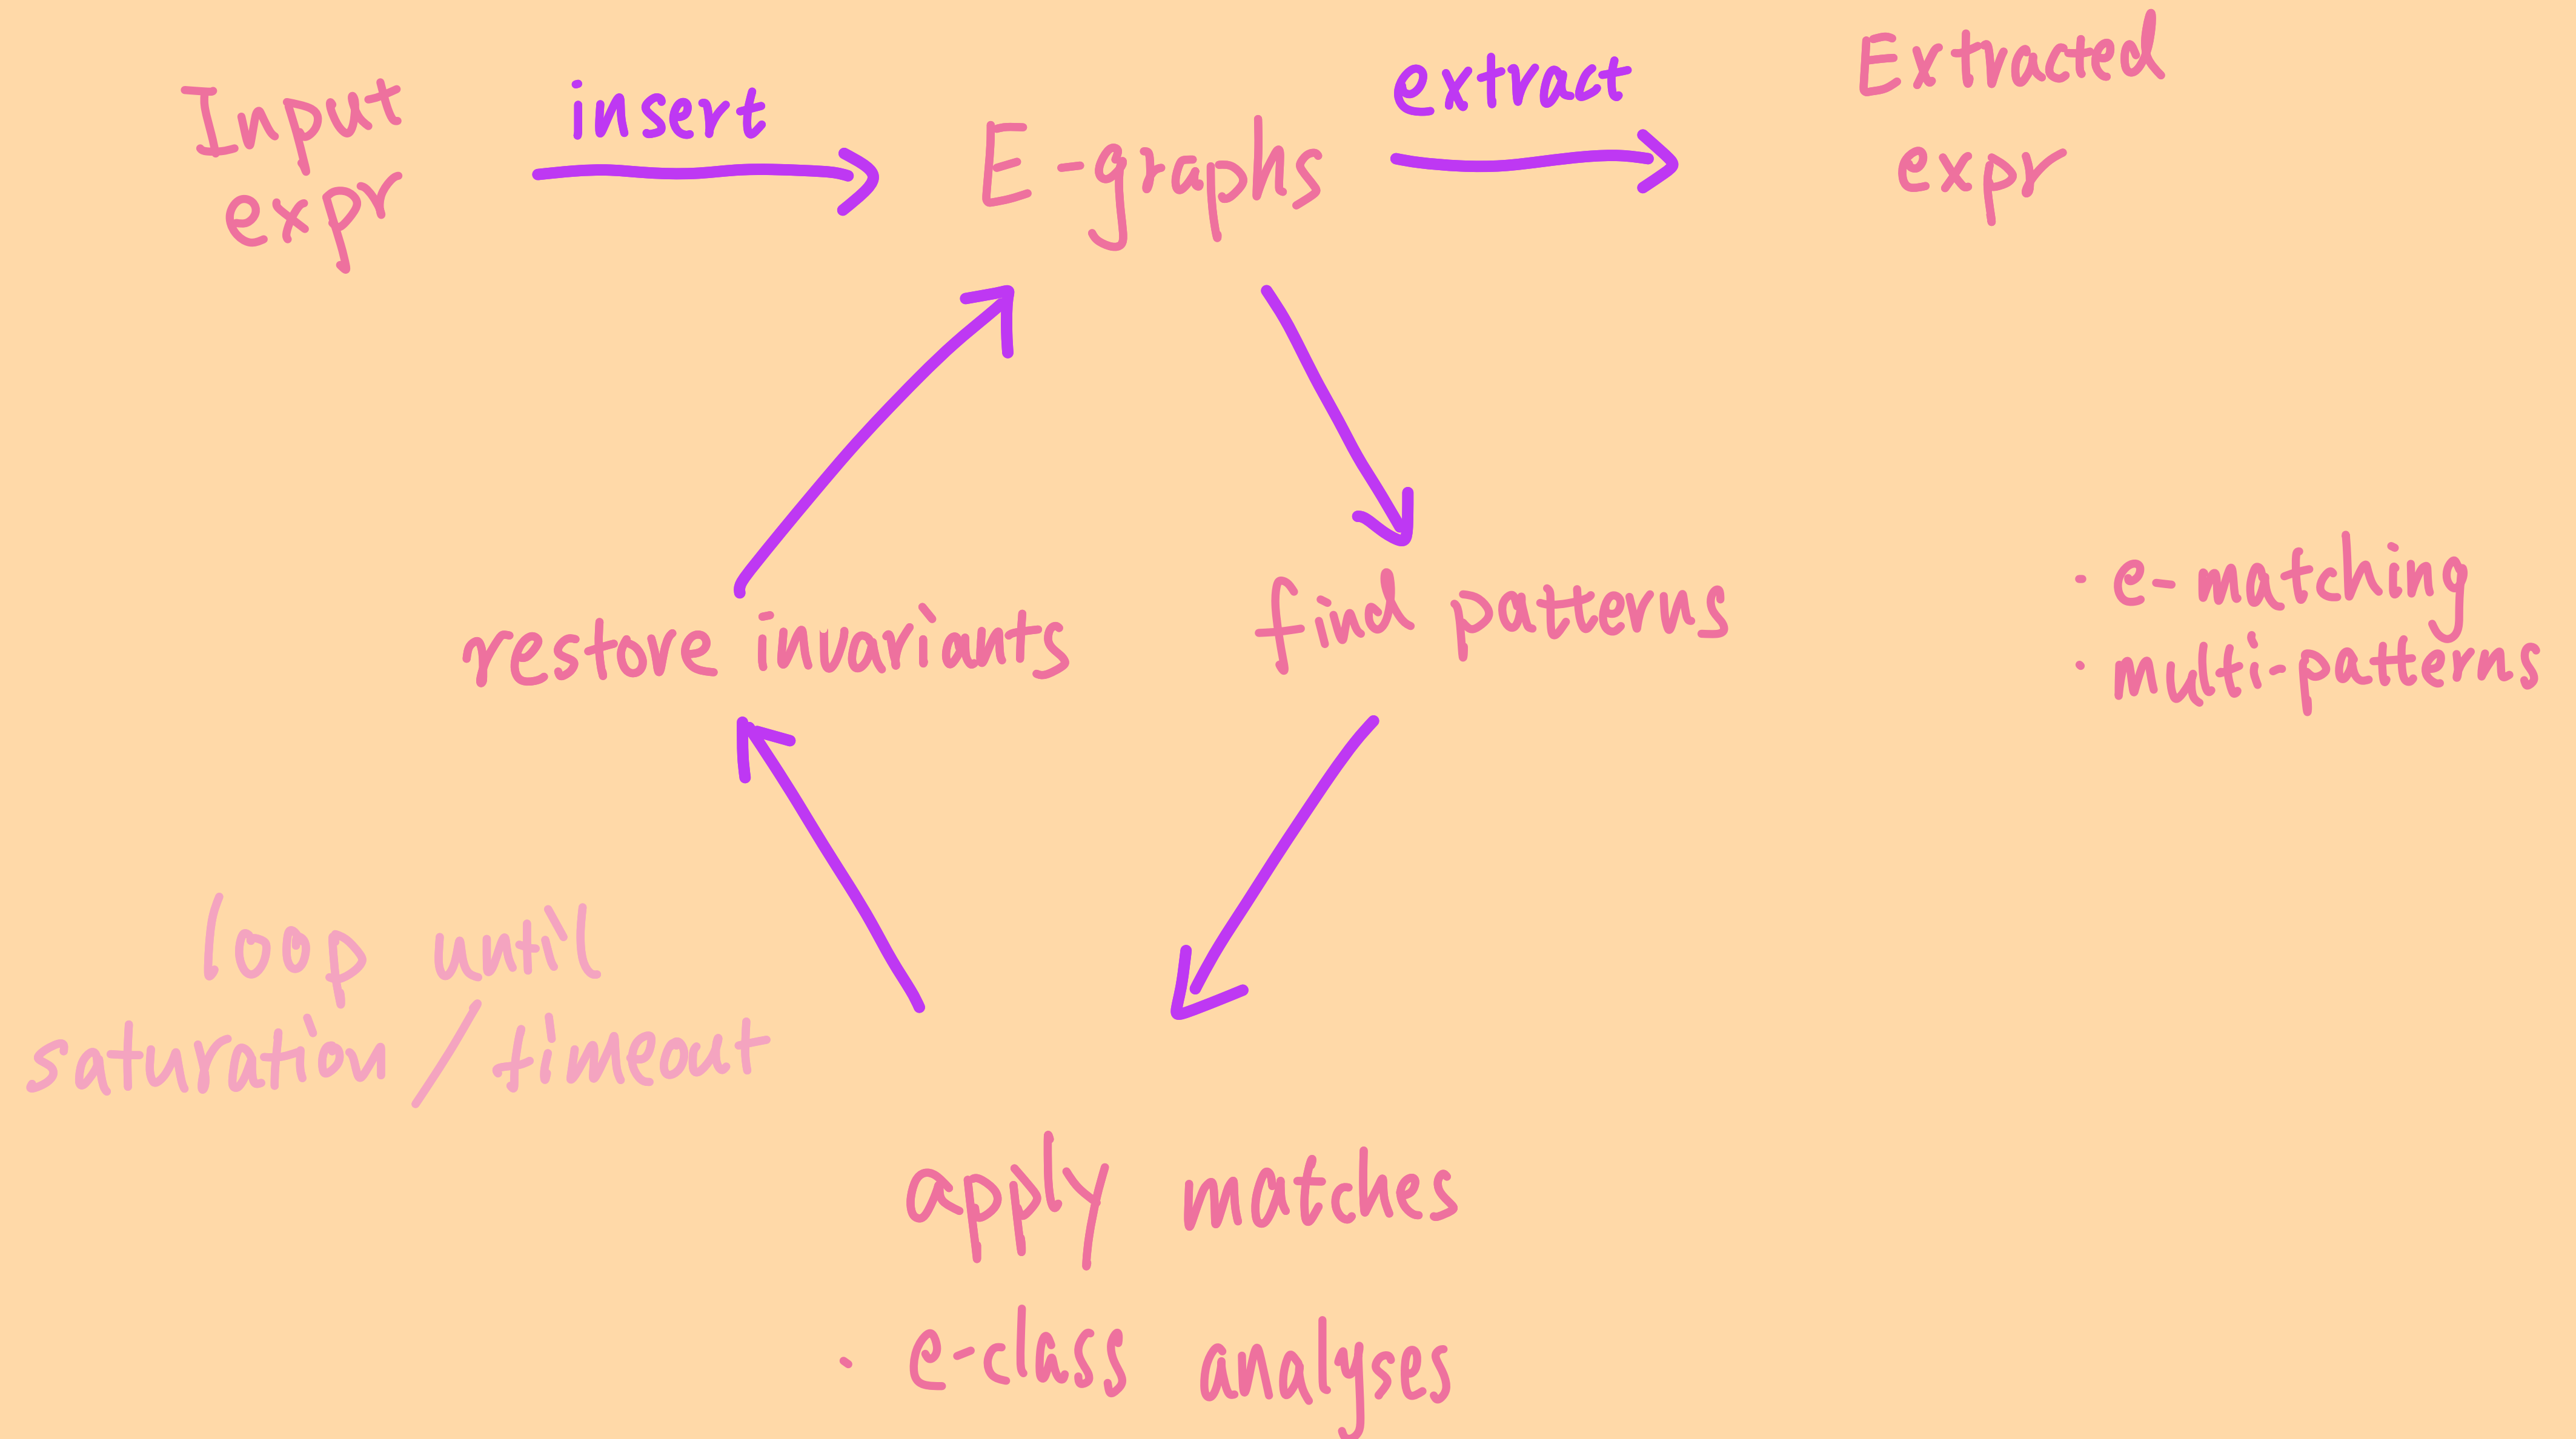 Input
expr
insert
E-graphs
extract
Extracted
expr
restore invariants
find patterns
· e-matching
· multi-patterns
loop until
saturation / timeout
apply matches
· e-class analyses